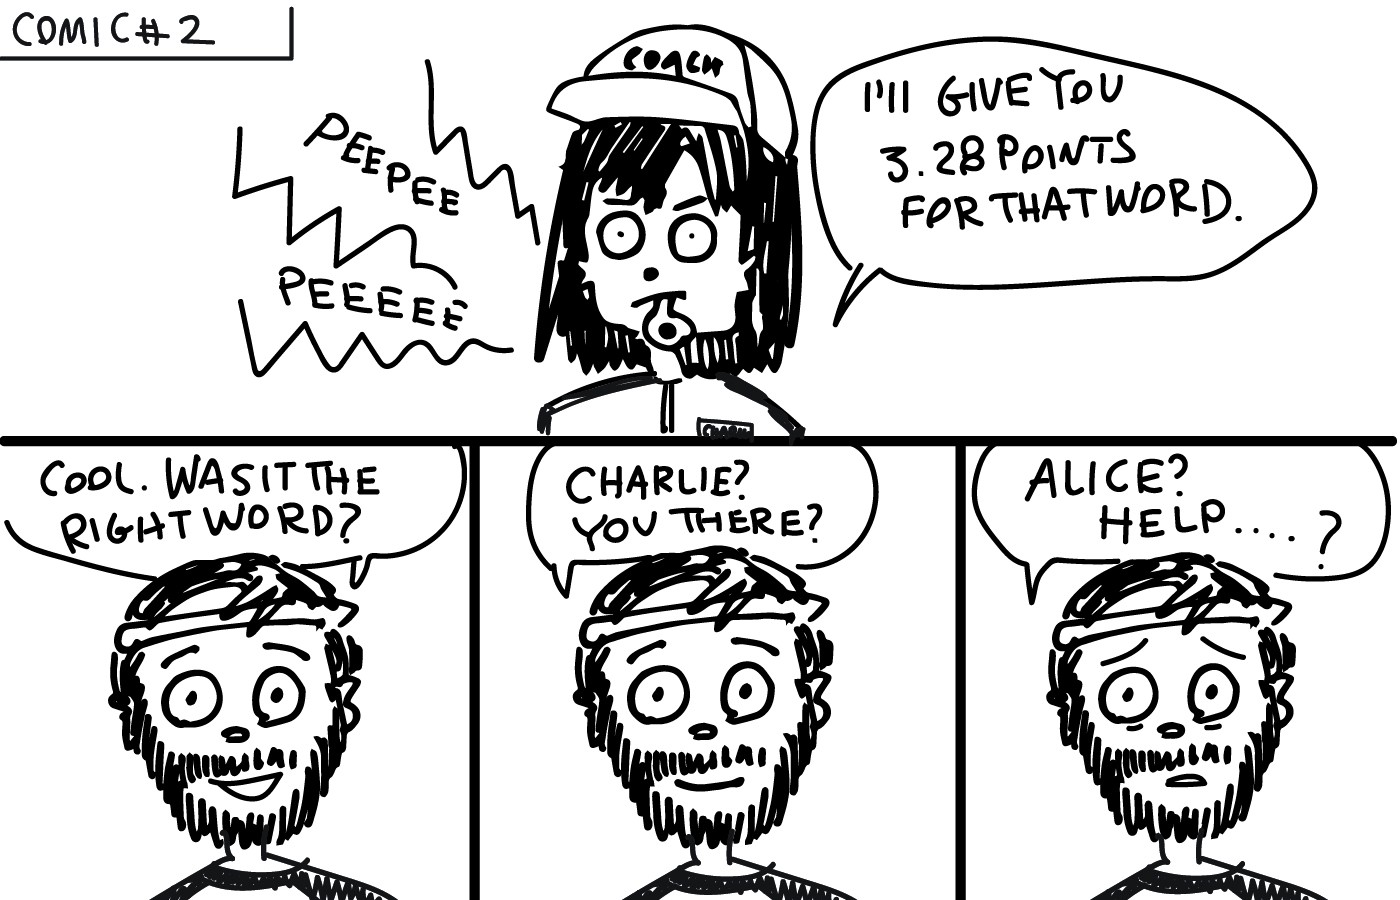 COMIC #2
COACH
PEEPEE
PEEEEE
I'll GIVE YOU
3.28 POINTS
FOR THAT WORD.
COOL. WAS IT THE
RIGHT WORD?
CHARLIE?
YOU THERE?
ALICE?
HELP.....?